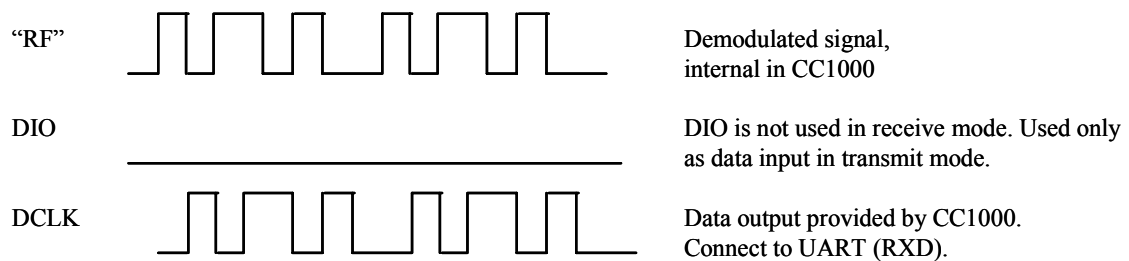 “RF”
Demodulated signal,
internal in CC1000
DIO
DIO is not used in receive mode. Used only
as data input in transmit mode.
DCLK
Data output provided by CC1000.
Connect to UART (RXD).